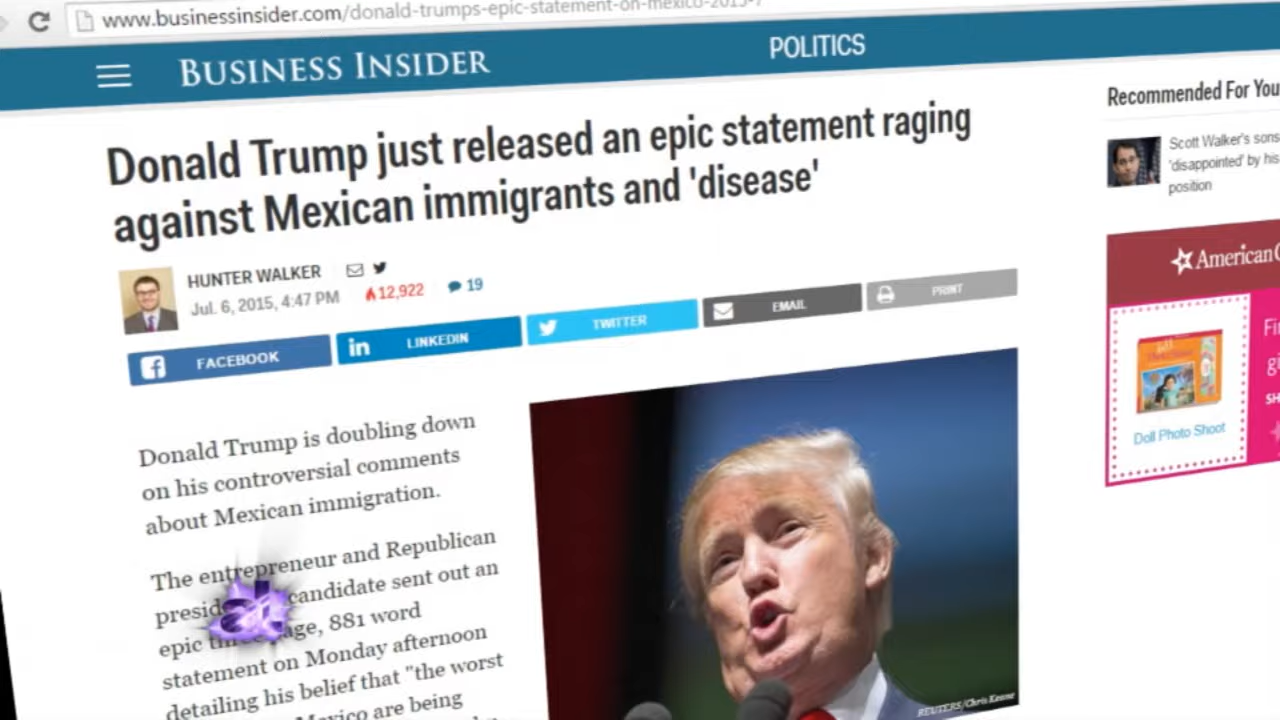 www.businessinsider.com/donald-trumps-epic-statement-on-mexico-2015-7
BUSINESS INSIDER
POLITICS
Donald Trump just released an epic statement raging
against Mexican immigrants and 'disease'
HUNTER WALKER
Jul. 6, 2015, 4:47 PM
12,922
19
FACEBOOK
in LINKEDIN
TWITTER
EMAIL
PRINT
Donald Trump is doubling down
on his controversial comments
about Mexican immigration.
The entrepreneur and Republican
candidate sent out an
epic 881 word
statement on Monday afternoon
detailing his belief that "the worst
Mexico are being
REUTERS/Chris Keane
Recommended For You
Scott Walker's sons
'disappointed' by his
position
American
Doll Photo Shoot